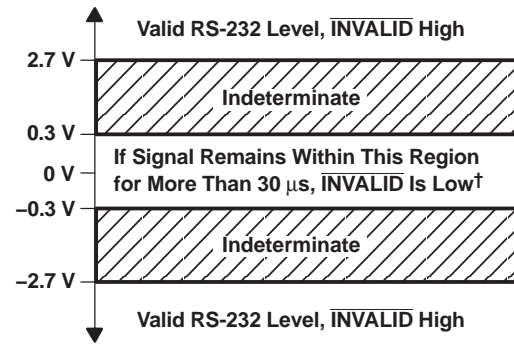 Valid RS-232 Level, INVALID High
2.7 V
Indeterminate
0.3 V
If Signal Remains Within This Region
0 V
for More Than 30 μs, INVALID Is Low†
–0.3 V
Indeterminate
–2.7 V
Valid RS-232 Level, INVALID High